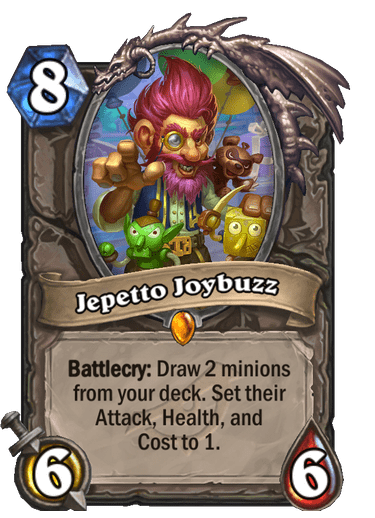 8
Jepetto Joybuzz
Battlecry: Draw 2 minions
from your deck. Set their
Attack, Health, and
Cost to 1.
6 6